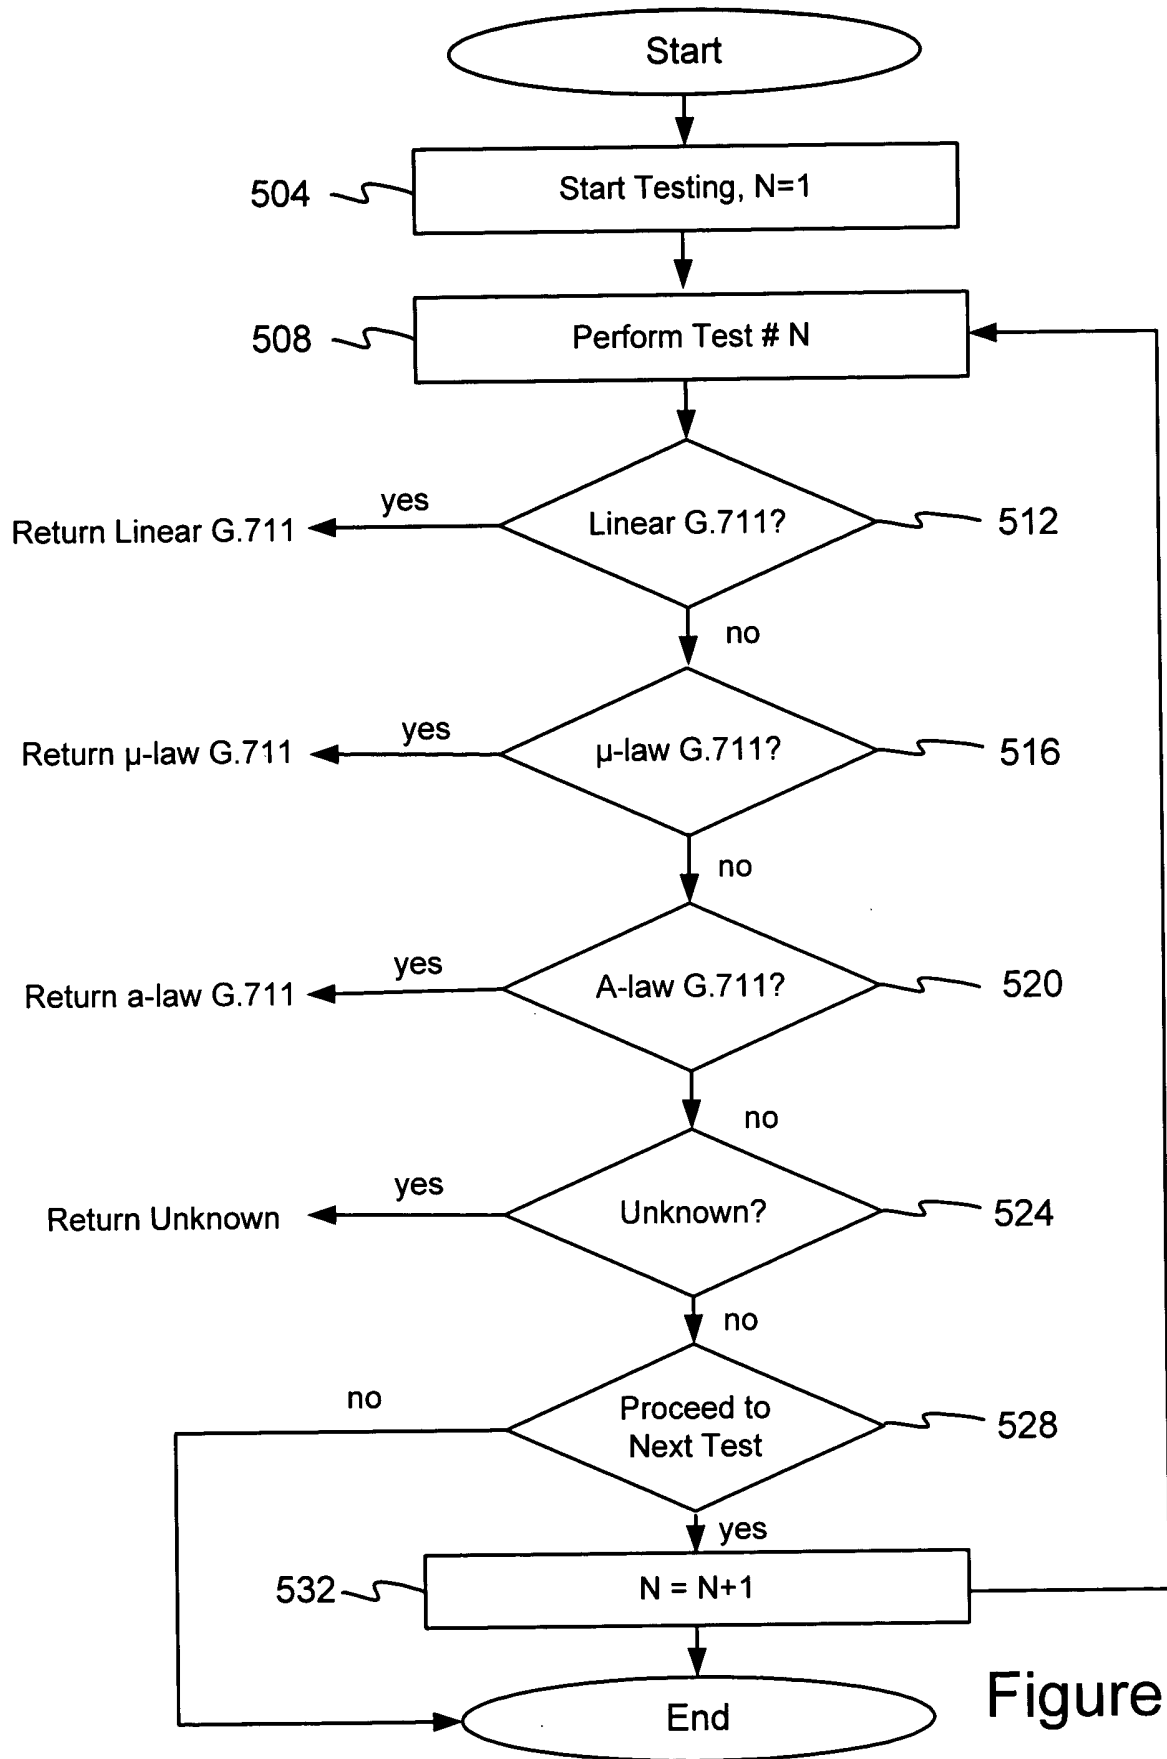 Start
504
Start Testing, N=1
508
Perform Test # N
yes
Return Linear G.711
Linear G.711?
512
no
yes
Return µ-law G.711
µ-law G.711?
516
no
yes
Return a-law G.711
A-law G.711?
520
no
yes
Return Unknown
Unknown?
524
no
no
Proceed to
Next Test
528
yes
532
N = N+1
End
Figure